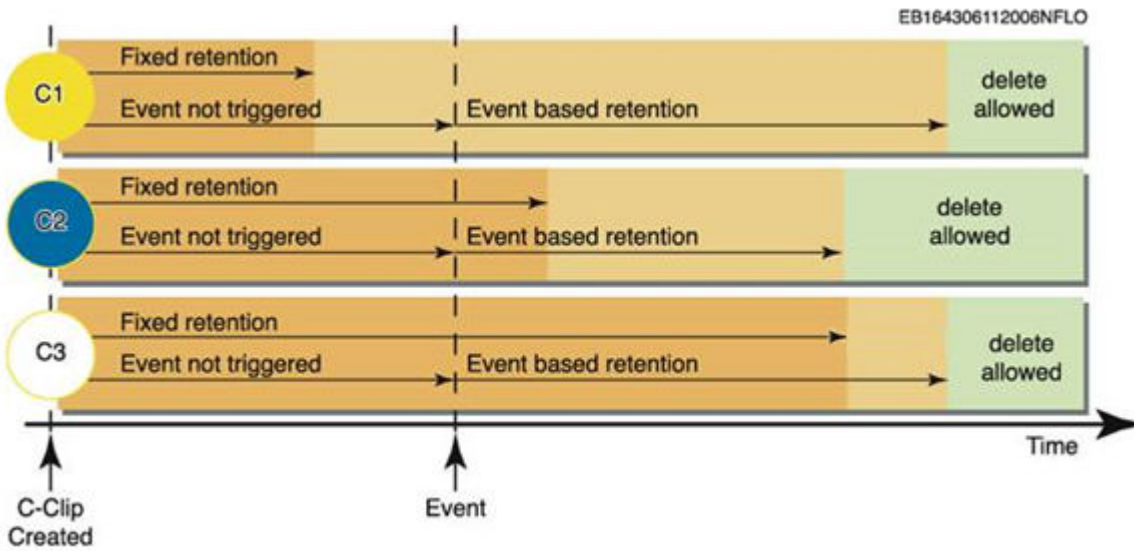 EB164306112006NFLO
C1
Fixed retention
Event not triggered
Event based retention
delete
allowed
C2
Fixed retention
Event not triggered
Event based retention
delete
allowed
C3
Fixed retention
Event not triggered
Event based retention
delete
allowed
Time
C-Clip
Created
Event